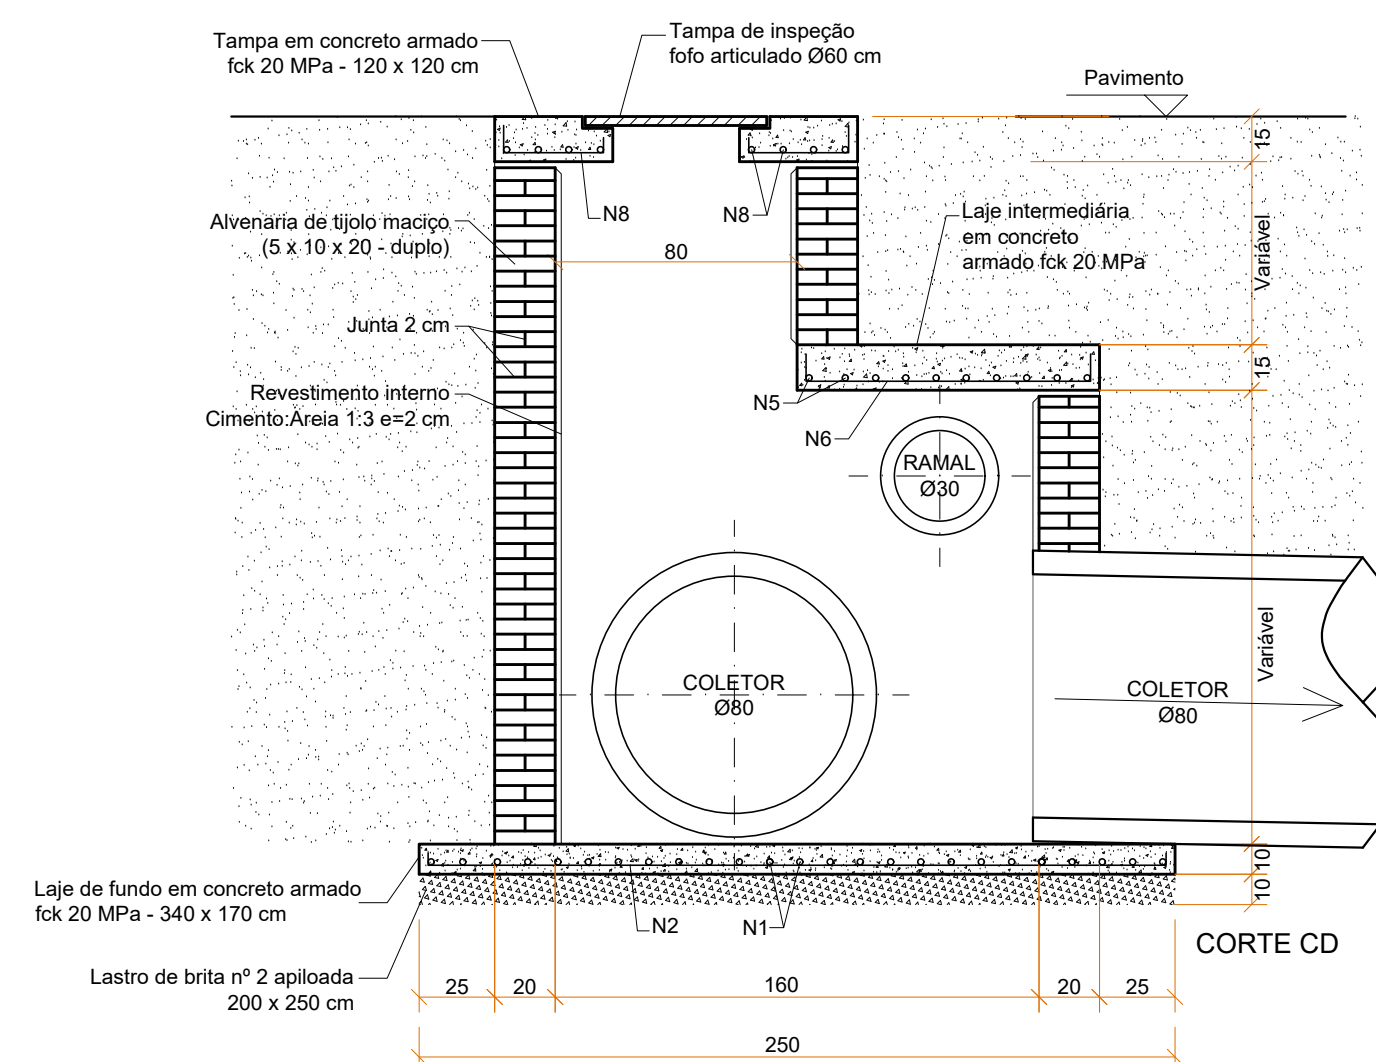 Tampa em concreto armado
fck 20 MPa - 120 x 120 cm
Tampa de inspeção
fofo articulado Ø60 cm
Pavimento
15
N8
N8
Alvenaria de tijolo maciço
(5 x 10 x 20 - duplo)
80
Laje intermediária
em concreto
armado fck 20 MPa
Variável
Junta 2 cm
15
Revestimento interno
Cimento:Areia 1:3 e=2 cm
N5
N6
RAMAL
Ø30
Variável
COLETOR
Ø80
COLETOR
Ø80
10
10
Laje de fundo em concreto armado
fck 20 MPa - 340 x 170 cm
N2
N1
CORTE CD
Lastro de brita nº 2 apiloada
200 x 250 cm
25
20
160
20
25
250